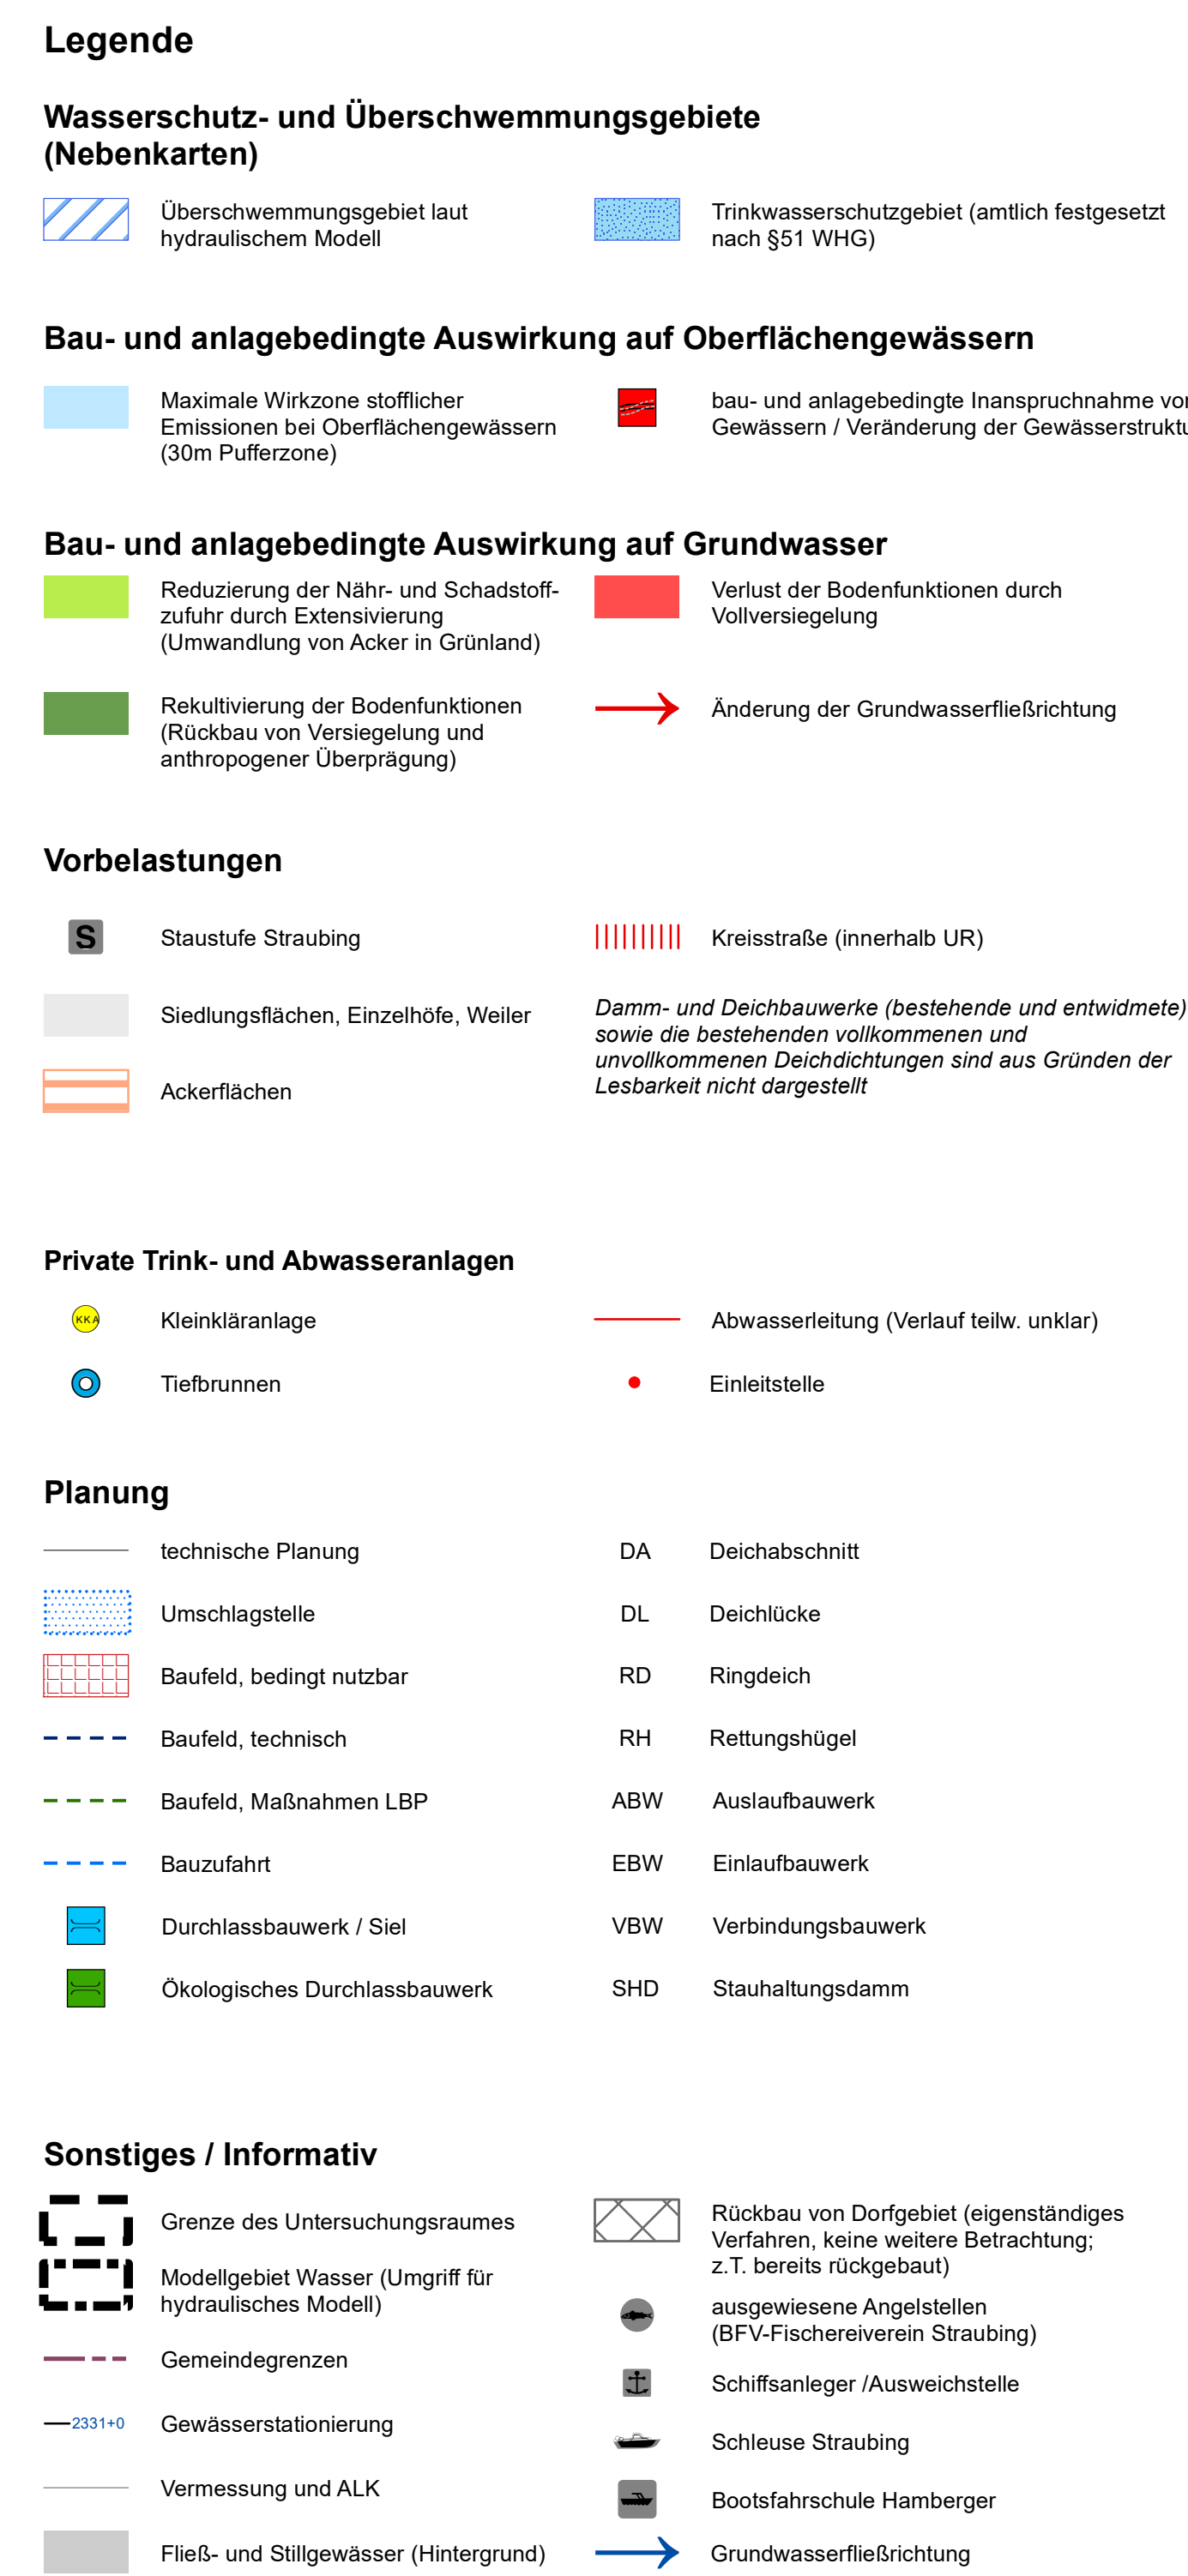 Legende
Wasserschutz- und Überschwemmungsgebiete
(Nebenkarten)
Überschwemmungsgebiet laut
hydraulischem Modell
Trinkwasserschutzgebiet (amtlich festgesetzt
nach §51 WHG)
Bau- und anlagebedingte Auswirkung auf Oberflächengewässern
Maximale Wirkzone stofflicher
Emissionen bei Oberflächengewässern
(30m Pufferzone)
bau- und anlagebedingte Inanspruchnahme vo
Gewässern / Veränderung der Gewässerstrukt
Bau- und anlagebedingte Auswirkung auf Grundwasser
Reduzierung der Nähr- und Schadstoff-
zufuhr durch Extensivierung
(Umwandlung von Acker in Grünland)
Verlust der Bodenfunktionen durch
Vollversiegelung
Rekultivierung der Bodenfunktionen
(Rückbau von Versiegelung und
anthropogener Überprägung)
Änderung der Grundwasserfließrichtung
Vorbelastungen
S Staustufe Straubing
Kreisstraße (innerhalb UR)
Siedlungsflächen, Einzelhöfe, Weiler
Damm- und Deichbauwerke (bestehende und entwidmete)
sowie die bestehenden vollkommenen und
unvollkommenen Deichdichtungen sind aus Gründen der
Lesbarkeit nicht dargestellt
Ackerflächen
Private Trink- und Abwasseranlagen
KKA Kleinkläranlage
Abwasserleitung (Verlauf teilw. unklar)
Tiefbrunnen
Einleitstelle
Planung
technische Planung
DA Deichabschnitt
Umschlagstelle
DL Deichlücke
Baufeld, bedingt nutzbar
RD Ringdeich
Baufeld, technisch
RH Rettungshügel
Baufeld, Maßnahmen LBP
ABW Auslaufbauwerk
Bauzufahrt
EBW Einlaufbauwerk
Durchlassbauwerk / Siel
VBW Verbindungsbauwerk
Ökologisches Durchlassbauwerk
SHD Stauhaltungsdamm
Sonstiges / Informativ
Grenze des Untersuchungsraumes
Rückbau von Dorfgebiet (eigenständiges
Verfahren, keine weitere Betrachtung;
z.T. bereits rückgebaut)
Modellgebiet Wasser (Umgriff für
hydraulisches Modell)
ausgewiesene Angelstellen
(BFV-Fischereiverein Straubing)
Gemeindegrenzen
Schiffsanleger /Ausweichstelle
2331+0 Gewässerstationierung
Schleuse Straubing
Vermessung und ALK
Bootsfahrschule Hamberger
Fließ- und Stillgewässer (Hintergrund)
Grundwasserfließrichtung